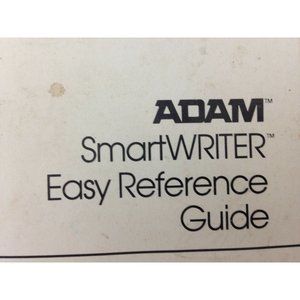 ADAM™
SmartWRITER™
Easy Reference
Guide